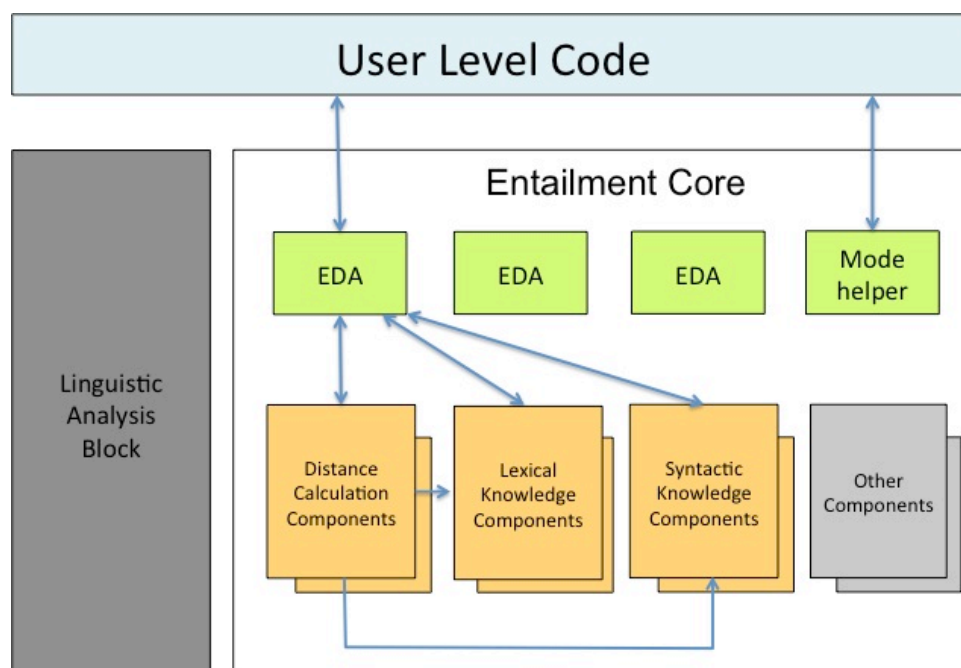 User Level Code
Entailment Core
EDA
EDA
EDA
Mode
helper
Linguistic
Analysis
Block
Distance
Calculation
Components
Lexical
Knowledge
Components
Syntactic
Knowledge
Components
Other
Components